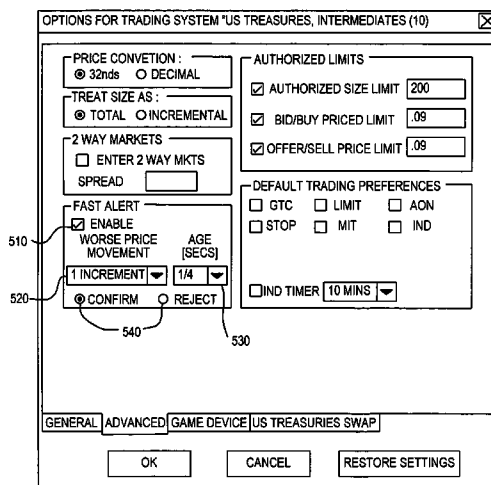 OPTIONS FOR TRADING SYSTEM "US TREASURES, INTERMEDIATES (10)
PRICE CONVETION :
32nds DECIMAL
TREAT SIZE AS :
TOTAL INCREMENTAL
2 WAY MARKETS
ENTER 2 WAY MKTS
SPREAD
FAST ALERT
510
ENABLE
WORSE PRICE MOVEMENT
AGE [SECS]
520
1 INCREMENT
1/4
530
CONFIRM REJECT
540
AUTHORIZED LIMITS
AUTHORIZED SIZE LIMIT 200
BID/BUY PRICED LIMIT .09
OFFER/SELL PRICE LIMIT .09
DEFAULT TRADING PREFERENCES
GTC LIMIT AON
STOP MIT IND
IND TIMER 10 MINS
GENERAL ADVANCED GAME DEVICE US TREASURIES SWAP
OK CANCEL RESTORE SETTINGS